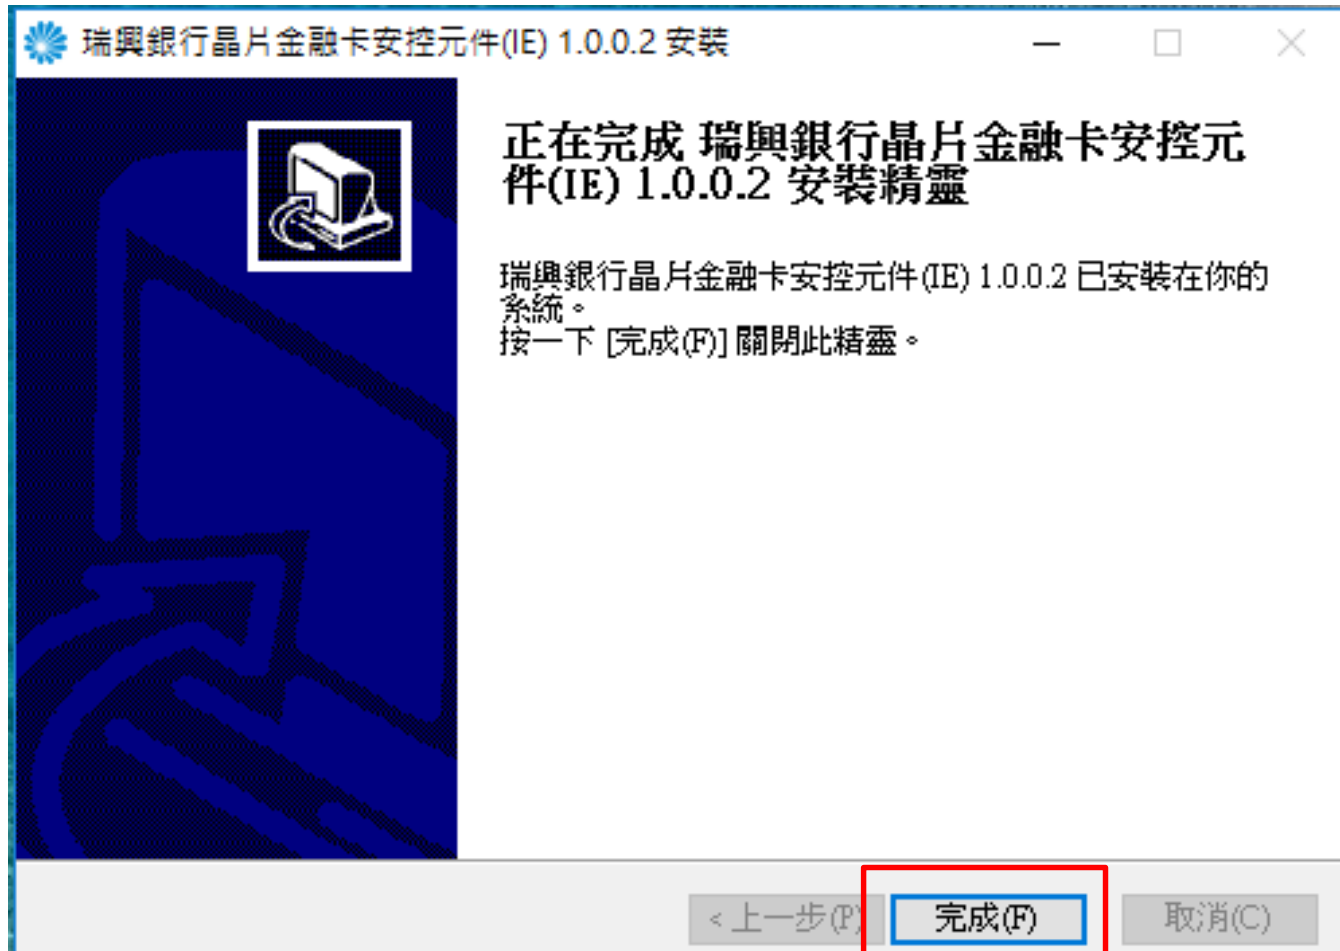 瑞興銀行晶片金融卡安控元件(IE) 1.0.0.2 安裝
正在完成 瑞興銀行晶片金融卡安控元
件(IE) 1.0.0.2 安裝精靈
瑞興銀行晶片金融卡安控元件(IE) 1.0.0.2 已安裝在你的
系統。
按一下 [完成(F)] 關閉此精靈。
<上一步(P)
完成(F)
取消(C)